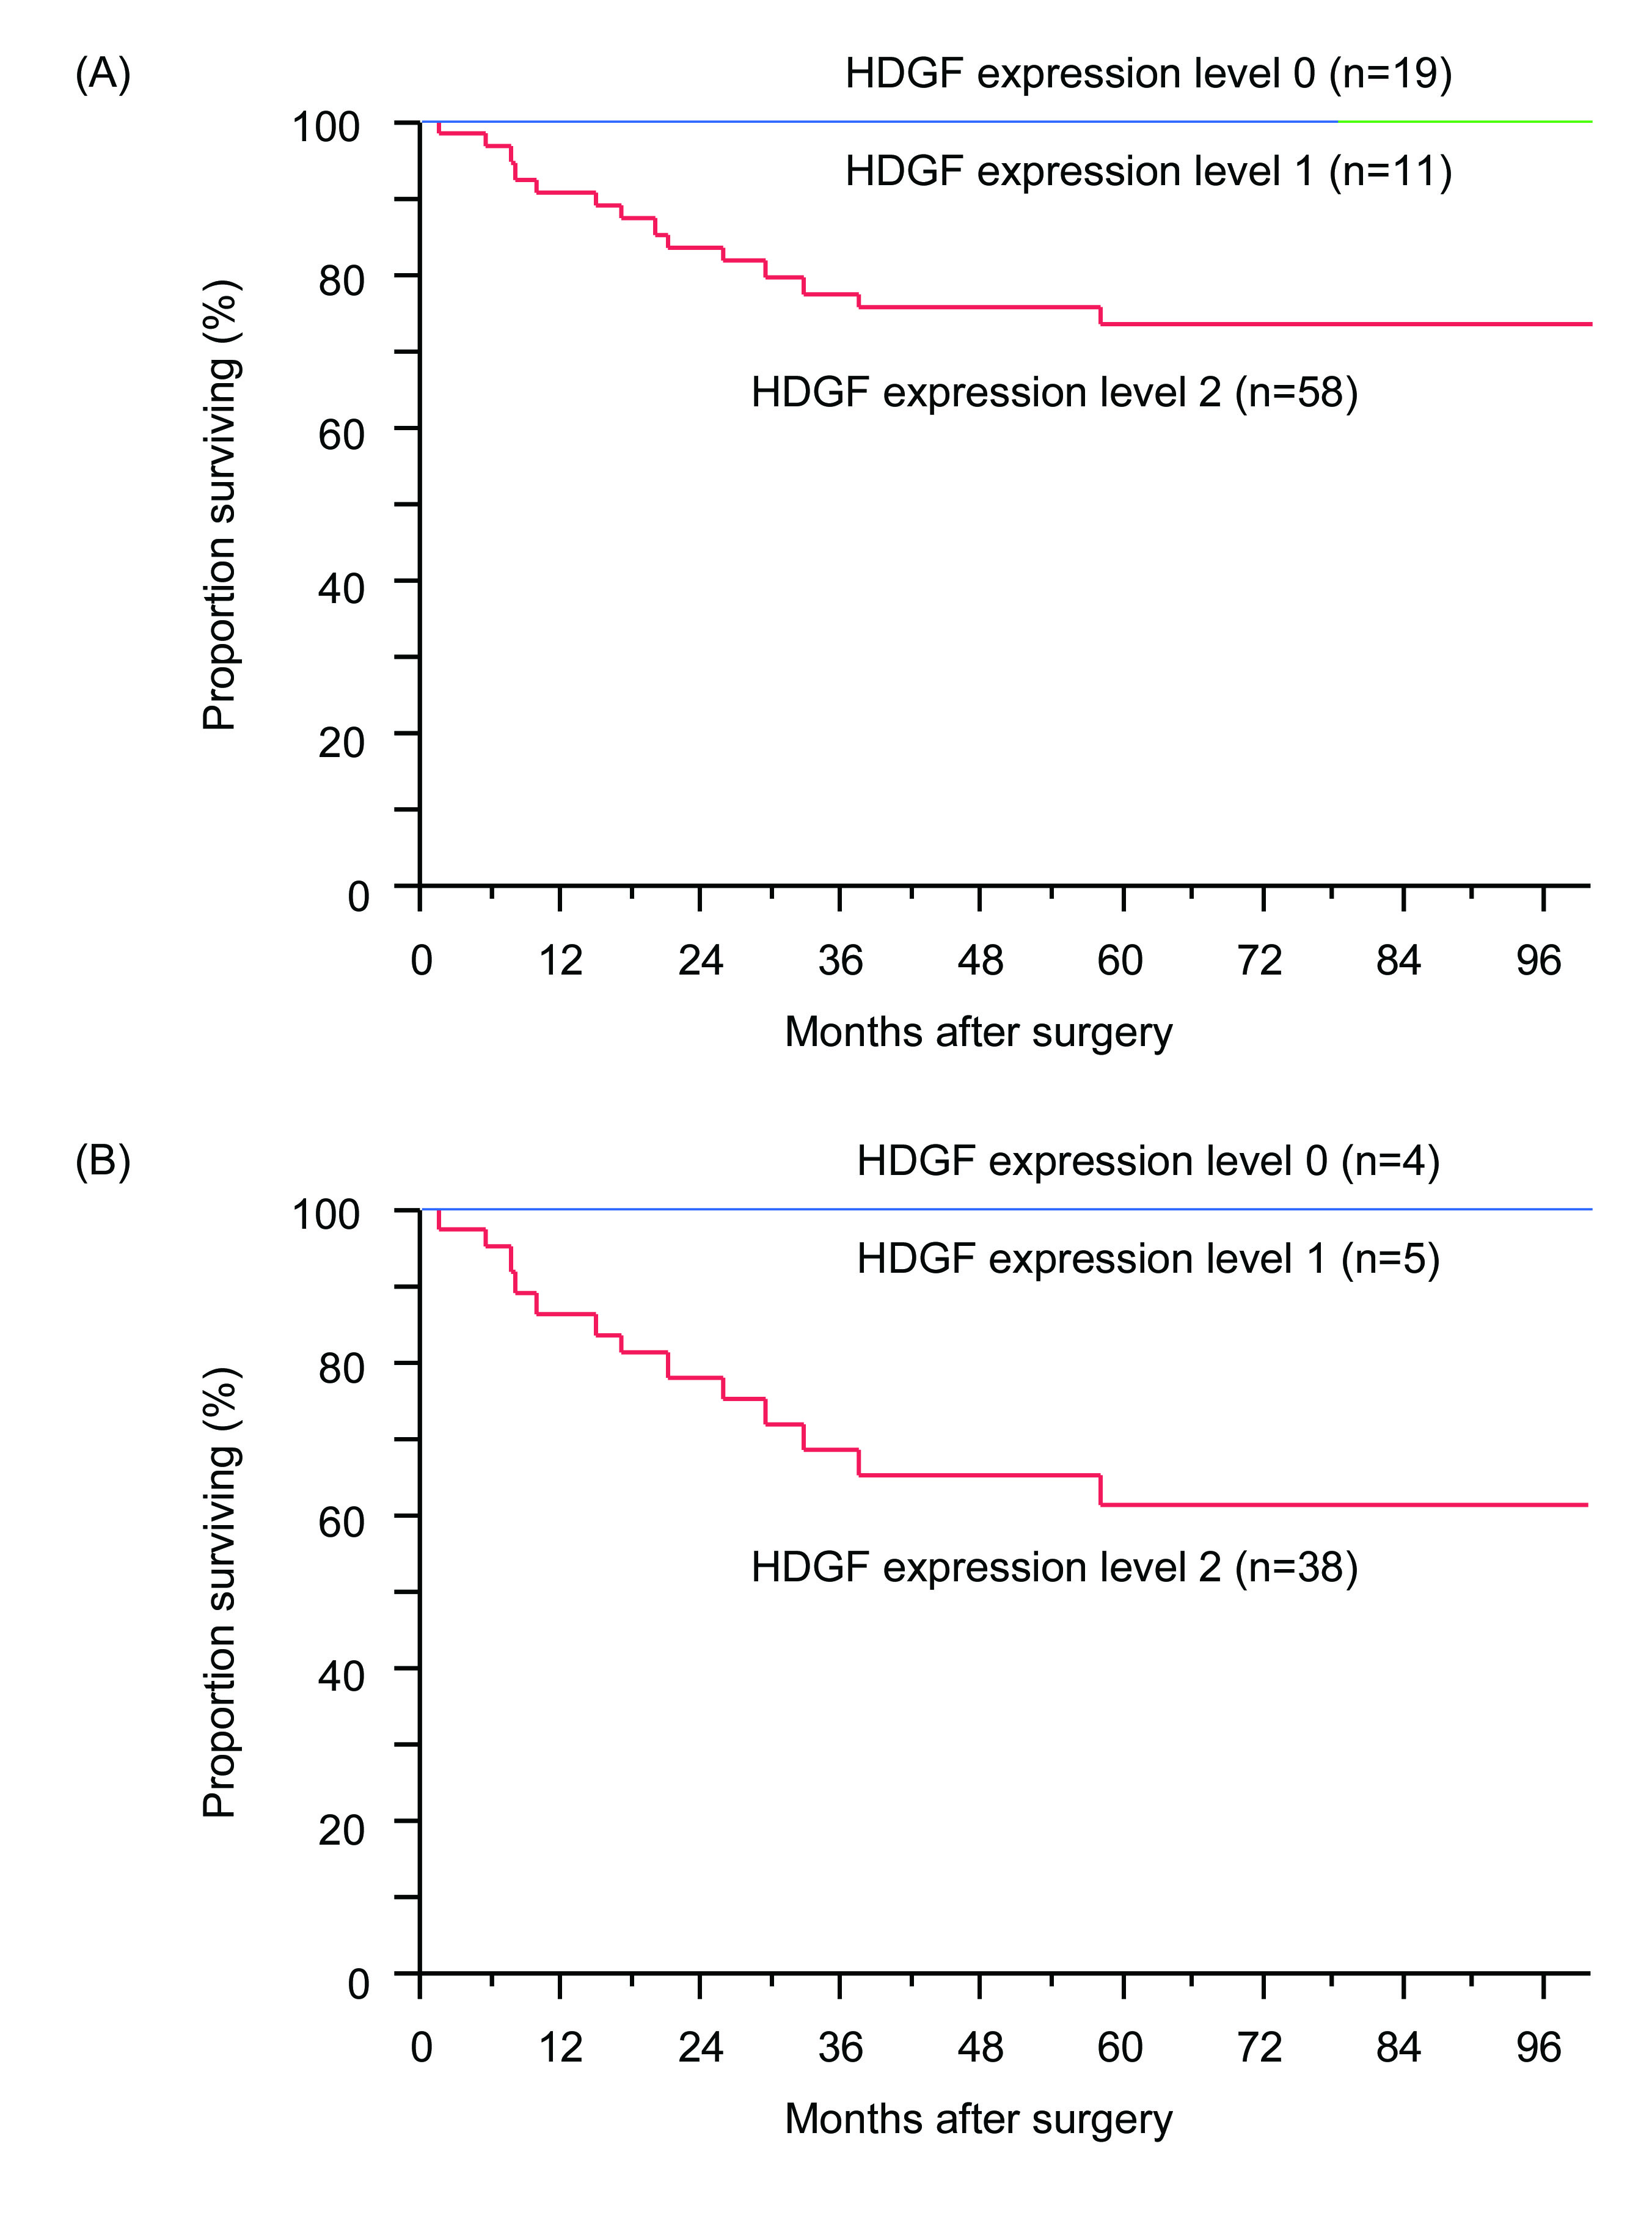 (A)
HDGF expression level 0 (n=19)
HDGF expression level 1 (n=11)
HDGF expression level 2 (n=58)
Proportion surviving (%)
100
80
60
40
20
0
0 12 24 36 48 60 72 84 96
Months after surgery
(B)
HDGF expression level 0 (n=4)
HDGF expression level 1 (n=5)
HDGF expression level 2 (n=38)
Proportion surviving (%)
100
80
60
40
20
0
0 12 24 36 48 60 72 84 96
Months after surgery